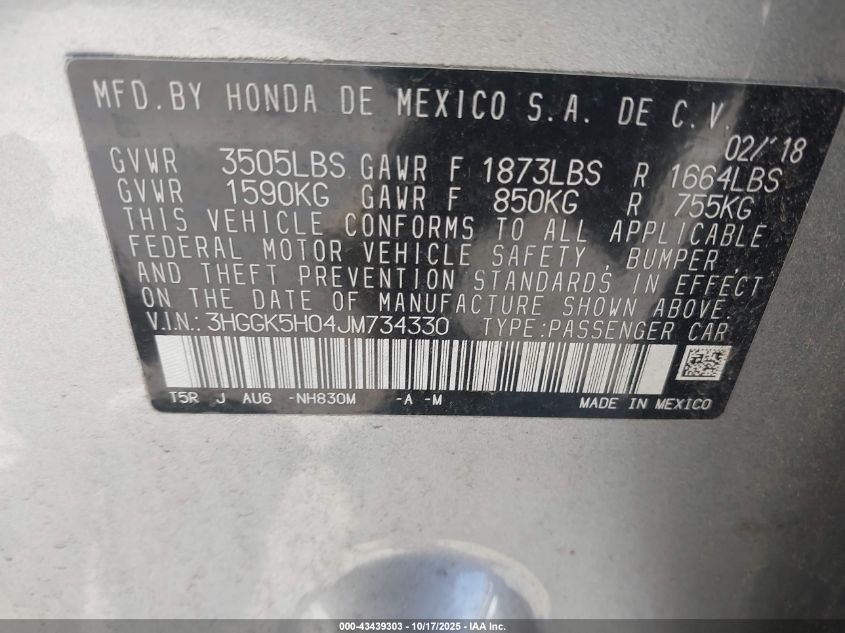 MFD.BY HONDA DE MEXICO S.A. DE C.V.
02/'18
GVWR 3505LBS GAWR F 1873LBS R 1664LBS
GVWR 1590KG GAWR F 850KG R 755KG
THIS VEHICLE CONFORMS TO ALL APPLICABLE
FEDERAL MOTOR VEHICLE SAFETY, BUMPER,
AND THEFT PREVENTION STANDARDS IN EFFECT
ON THE DATE OF MANUFACTURE SHOWN ABOVE.
V.I.N.: 3HGGK5H04JM734330 TYPE:PASSENGER CAR
T5R J AU6 -NH830M -A -M MADE IN MEXICO
000-43439303 - 10/17/2025 - IAA Inc.